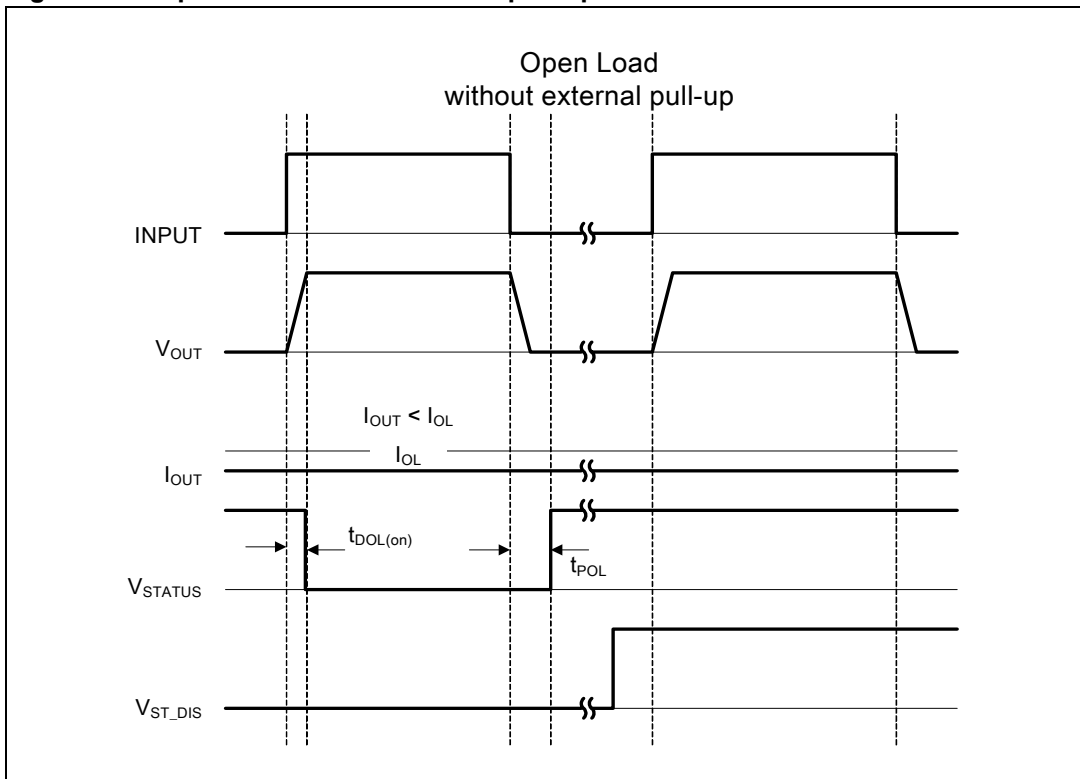 Open Load
without external pull-up
INPUT
VOUT
IOUT < IOL
IOL
IOUT
tDOL(on)
tPOL
VSTATUS
VST_DIS